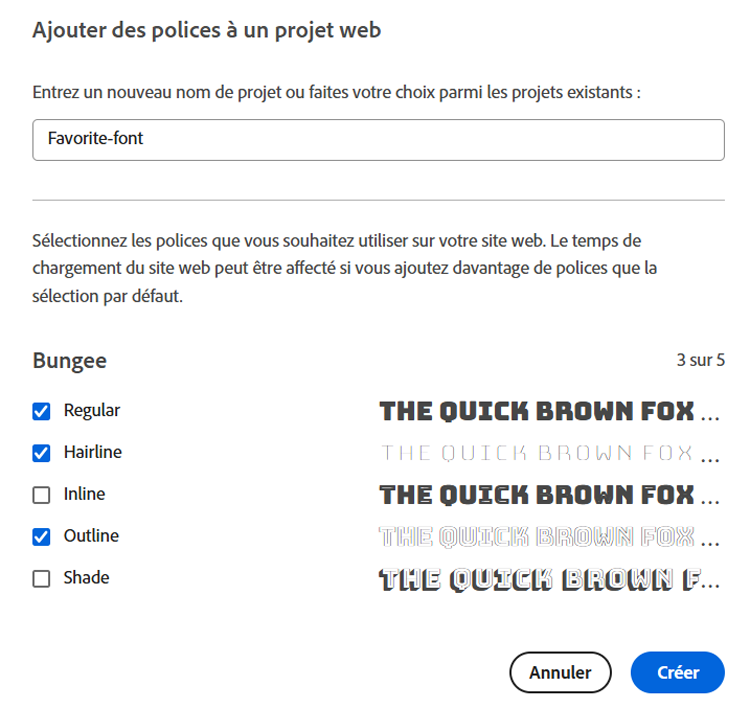 Ajouter des polices à un projet web
Entrez un nouveau nom de projet ou faites votre choix parmi les projets existants :
Favorite-font
Sélectionnez les polices que vous souhaitez utiliser sur votre site web. Le temps de
chargement du site web peut être affecté si vous ajoutez davantage de polices que la
sélection par défaut.
Bungee 3 sur 5
Regular THE QUICK BROWN FOX ...
Hairline THE QUICK BROWN FOX ...
Inline THE QUICK BROWN FOX ...
Outline THE QUICK BROWN FOX ...
Shade THE QUICK BROWN F...
Annuler Créer